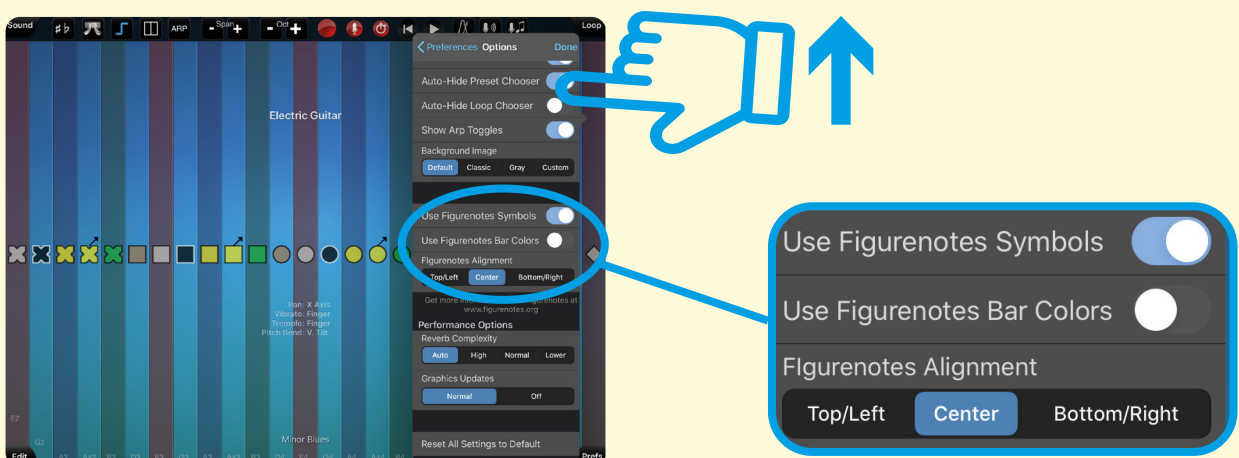 Sound
♯♭
ARP
- Span +
- Oct +
Loop
Preferences Options Done
Auto-Hide Preset Chooser
Auto-Hide Loop Chooser
Show Arp Toggles
Background Image
Default Classic Gray Custom
Use Figurenotes Symbols
Use Figurenotes Bar Colors
FIgurenotes Alignment
Top/Left Center Bottom/Right
Get more
www.figurenotes.org
Performance Options
Reverb Complexity
Auto High Normal Lower
Graphics Updates
Normal Off
Reset All Settings to Default
Prefs
Electric Guitar
Pan: X Axis
Vibrato: Finger
Tremolo: Finger
Pitch Bend: V. Tilt
Minor Blues
E2
G2
Edit
Use Figurenotes Symbols
Use Figurenotes Bar Colors
FIgurenotes Alignment
Top/Left Center Bottom/Right